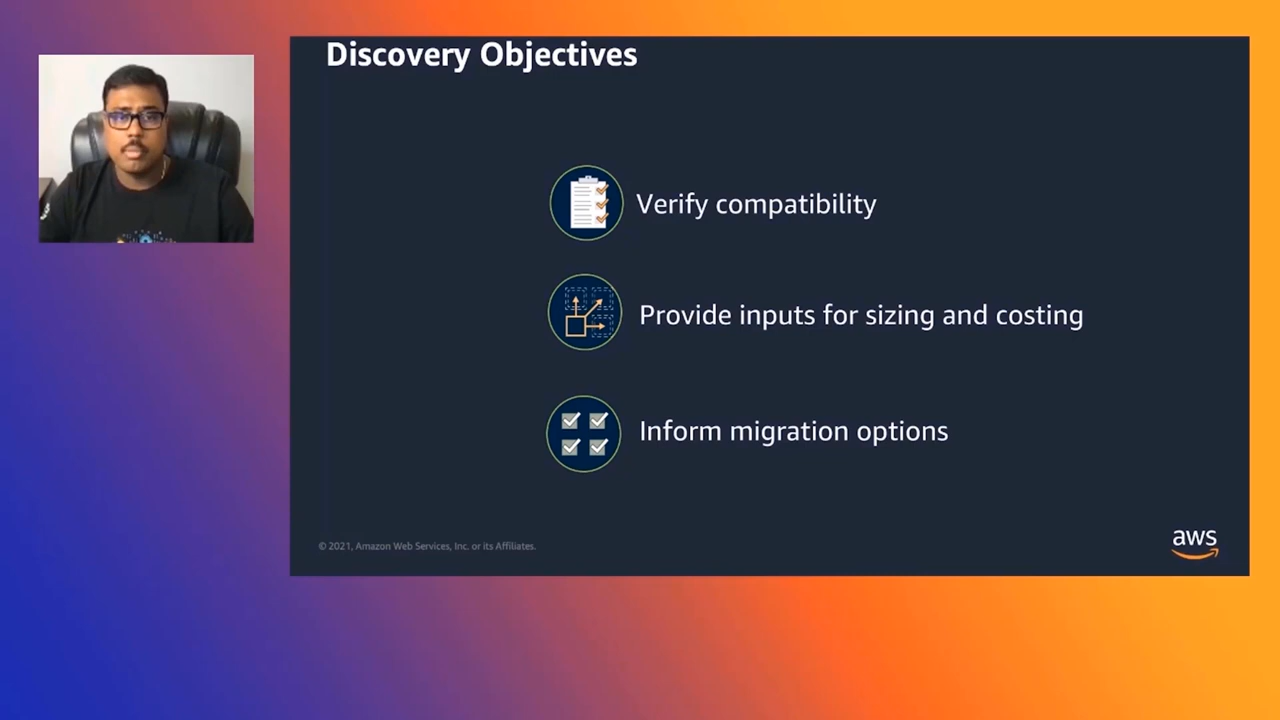 Discovery Objectives
Verify compatibility
Provide inputs for sizing and costing
Inform migration options
© 2021, Amazon Web Services, Inc. or its Affiliates.
aws